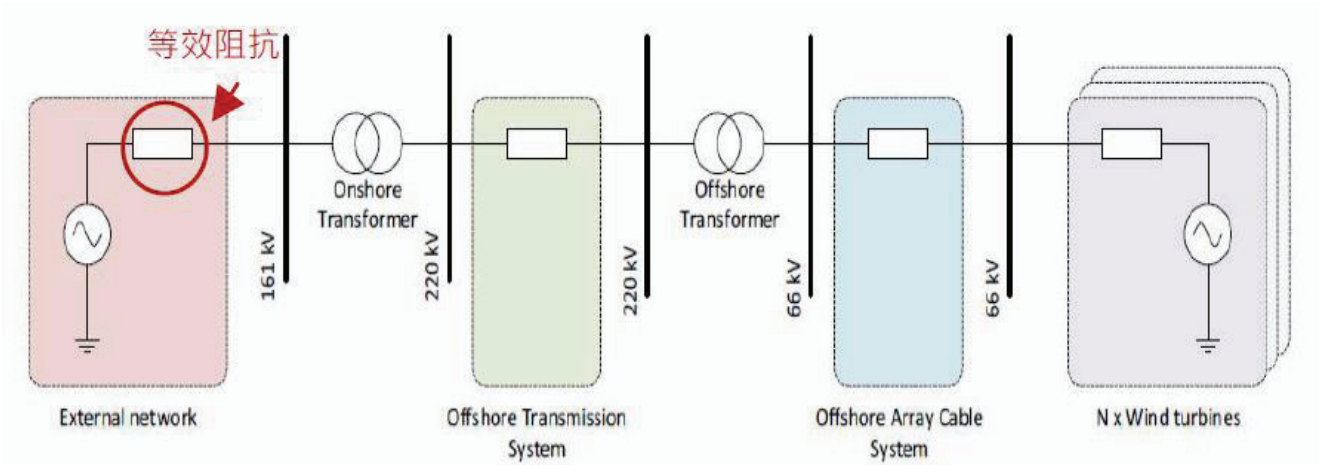 等效阻抗
Onshore
Transformer
Offshore
Transformer
161 kV
220 kV
220 kV
66 kV
66 kV
External network
Offshore Transmission
System
Offshore Array Cable
System
N x Wind turbines